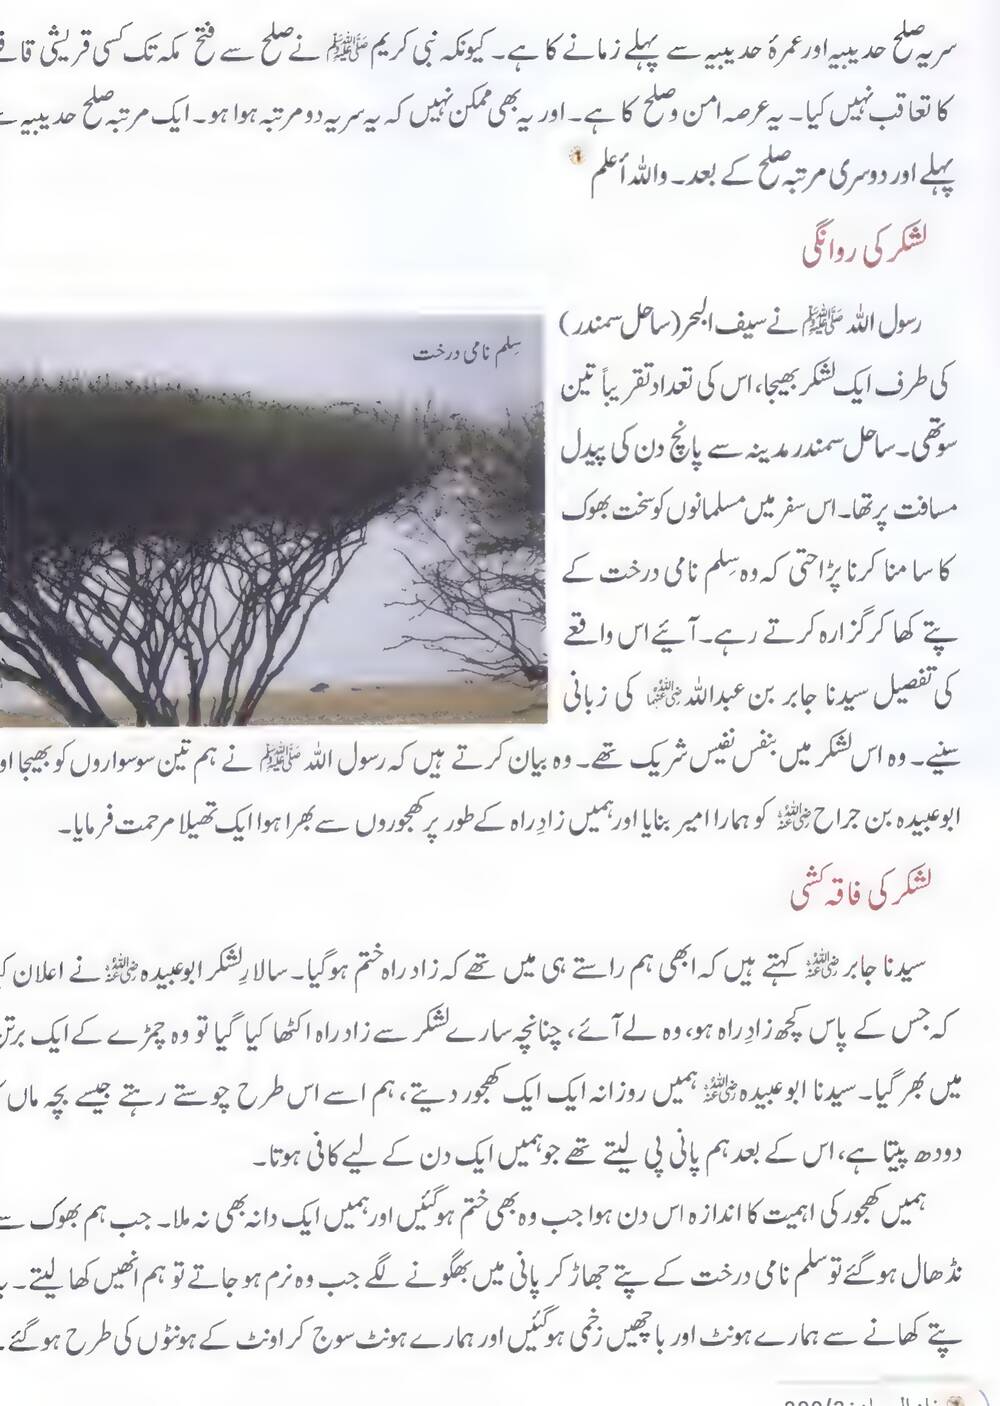 سریہ صلح حدیبیہ اور عمرۂ حدیبیہ سے پہلے زمانے کا ہے۔ کیونکہ نبی کریم ﷺ نے صلح سے فتح مکہ تک کسی قریشی
کا تعاقب نہیں کیا۔ یہ عرصہ امن و صلح کا ہے۔ اور یہ بھی ممکن نہیں کہ یہ سریہ دو مرتبہ ہوا ہو۔ ایک مرتبہ صلح حدیبیہ
پہلے اور دوسری مرتبہ صلح کے بعد۔ واللہ أعلم
لشکر کی روانگی
رسول اللہ ﷺ نے سیف البحر (ساحل سمندر)
کی طرف ایک لشکر بھیجا، اس کی تعداد تقریباً تین
سو تھی۔ ساحل سمندر مدینہ سے پانچ دن کی پیدل
مسافت پر تھا۔ اس سفر میں مسلمانوں کو سخت بھوک
کا سامنا کرنا پڑا حتی کہ وہ سِلم نامی درخت کے
پتے کھا کر گزارہ کرتے رہے۔ آئیے اس واقعے
کی تفصیل سیدنا جابر بن عبداللہ رضی اللہ عنہما کی زبانی
سِلم نامی درخت
سنیے۔ وہ اس لشکر میں بنفس نفیس شریک تھے۔ وہ بیان کرتے ہیں کہ رسول اللہ ﷺ نے ہم تین سو سواروں کو بھیجا
ابو عبیدہ بن جراح رضی اللہ عنہ کو ہمارا امیر بنایا اور ہمیں زادِ راہ کے طور پر کھجوروں سے بھرا ہوا ایک تھیلا مرحمت فرمایا۔
لشکر کی فاقہ کشی
سیدنا جابر رضی اللہ عنہ کہتے ہیں کہ ابھی ہم راستے ہی میں تھے کہ زاد راہ ختم ہو گیا۔ سالارِ لشکر ابو عبیدہ رضی اللہ عنہ نے اعلان
کہ جس کے پاس کچھ زادِ راہ ہو، وہ لے آئے، چنانچہ سارے لشکر سے زاد راہ اکٹھا کیا گیا تو وہ چمڑے کے ایک برتن
میں بھر گیا۔ سیدنا ابو عبیدہ رضی اللہ عنہ ہمیں روزانہ ایک ایک کھجور دیتے، ہم اسے اس طرح چوستے رہتے جیسے بچہ ماں
دودھ پیتا ہے، اس کے بعد ہم پانی پی لیتے تھے جو ہمیں ایک دن کے لیے کافی ہوتا۔
ہمیں کھجور کی اہمیت کا اندازہ اس دن ہوا جب وہ بھی ختم ہو گئیں اور ہمیں ایک دانہ بھی نہ ملا۔ جب ہم بھوک سے
نڈھال ہو گئے تو سلم نامی درخت کے پتے جھاڑ کر پانی میں بھگونے لگے جب وہ نرم ہو جاتے تو ہم انھیں کھا لیتے۔
پتے کھانے سے ہمارے ہونٹ اور باچھیں زخمی ہو گئیں اور ہمارے ہونٹ سوج کر اونٹ کے ہونٹوں کی طرح ہو گئے۔